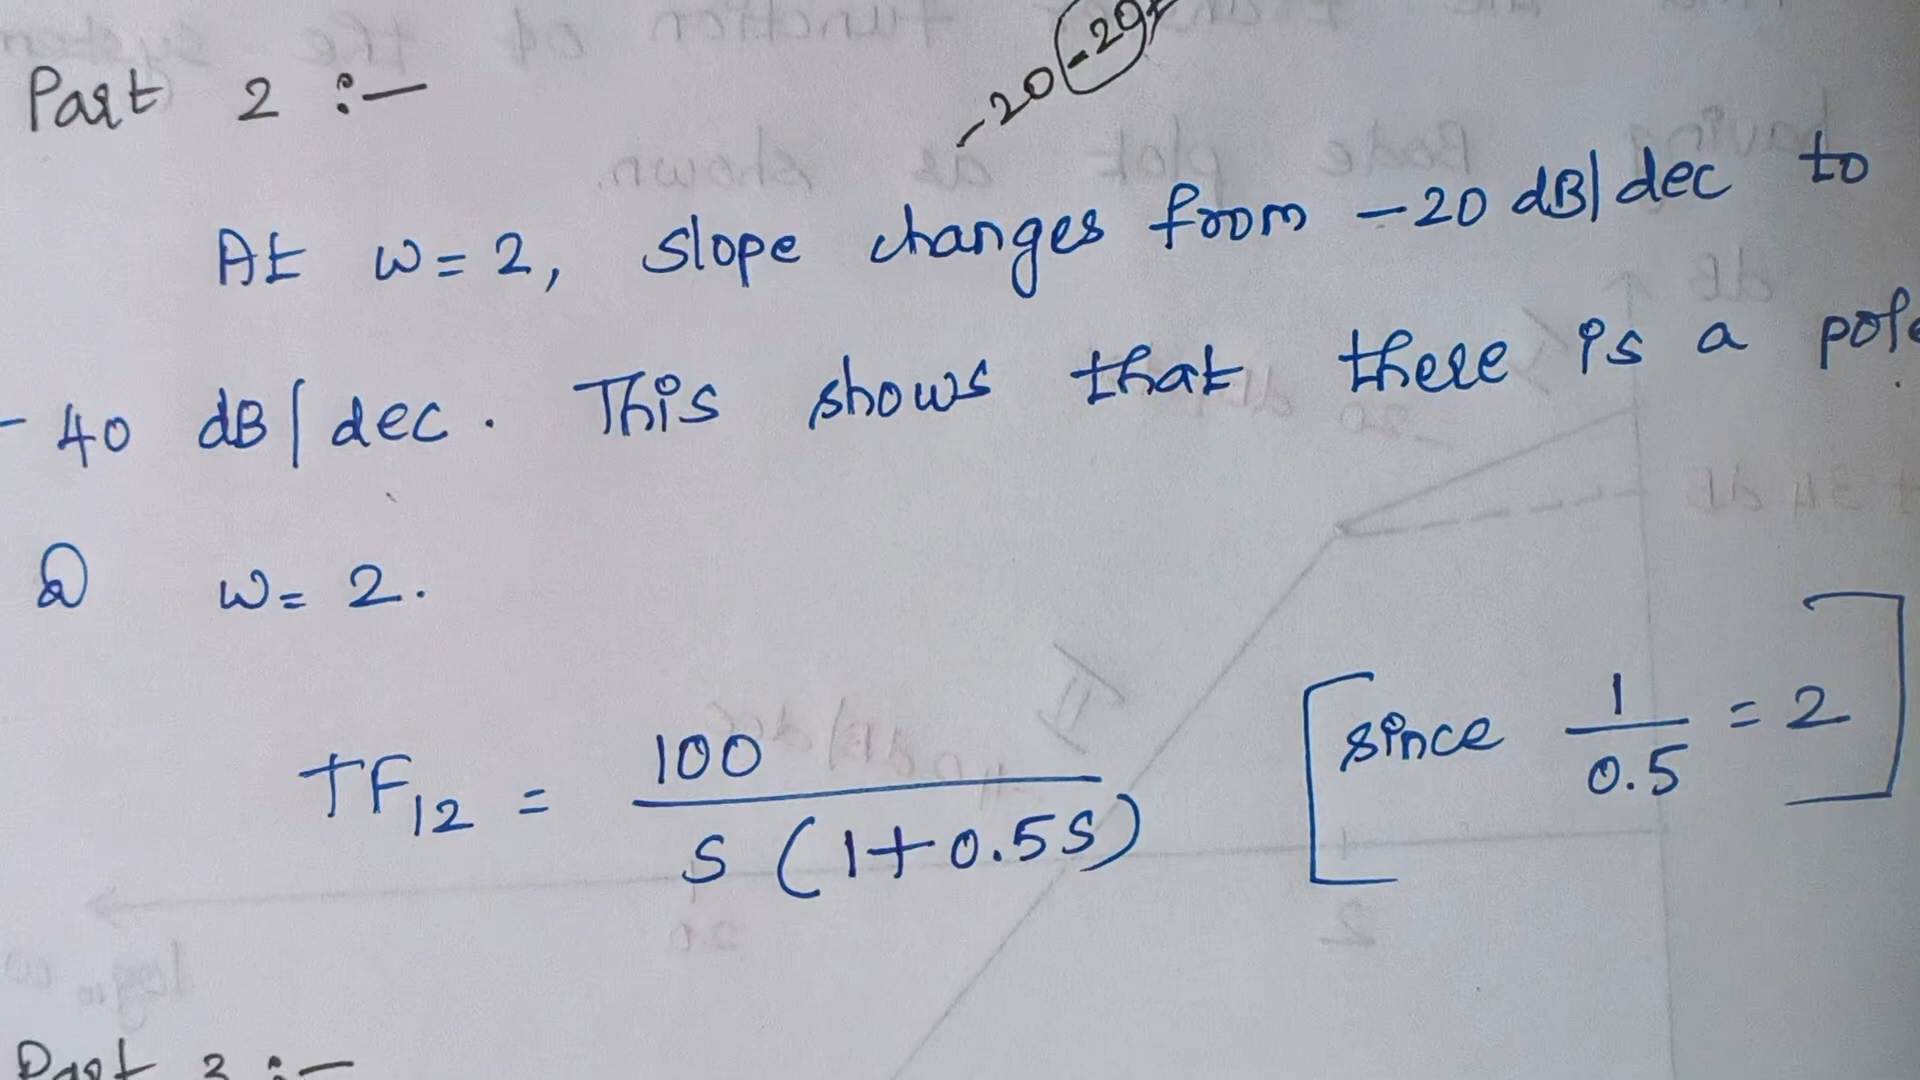 -20 -20
Part 2 :-
At ω = 2, slope changes from -20 dB/dec to
- 40 dB/dec. This shows that there is a pole
ω = 2.
TF12 = 100 / S (1+0.5S) [since 1/0.5 = 2]
Part 3 :-